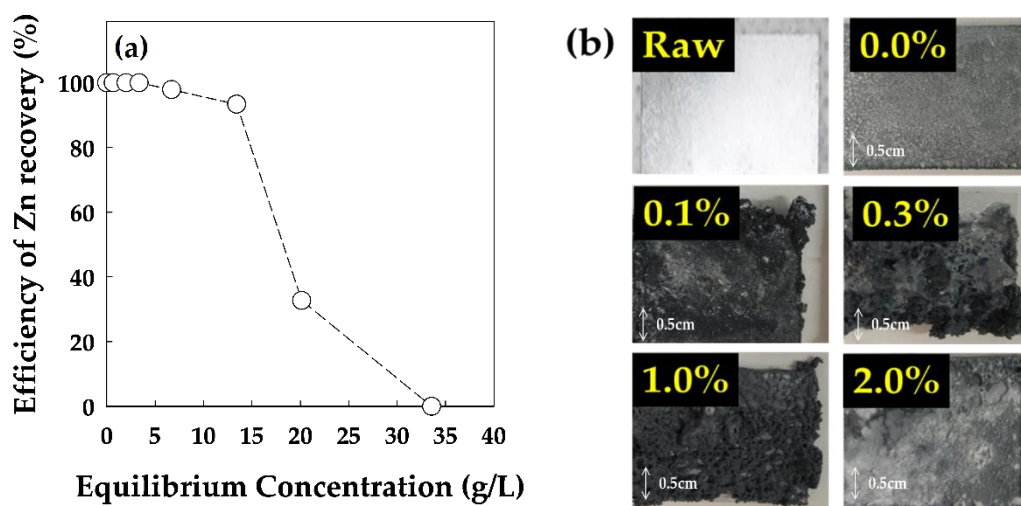 (a)
Efficiency of Zn recovery (%)
100
80
60
40
20
0
0 5 10 15 20 25 30 35 40
Equilibrium Concentration (g/L)
(b)
Raw
0.0%
0.5cm
0.1%
0.3%
0.5cm
0.5cm
1.0%
2.0%
0.5cm
0.5cm